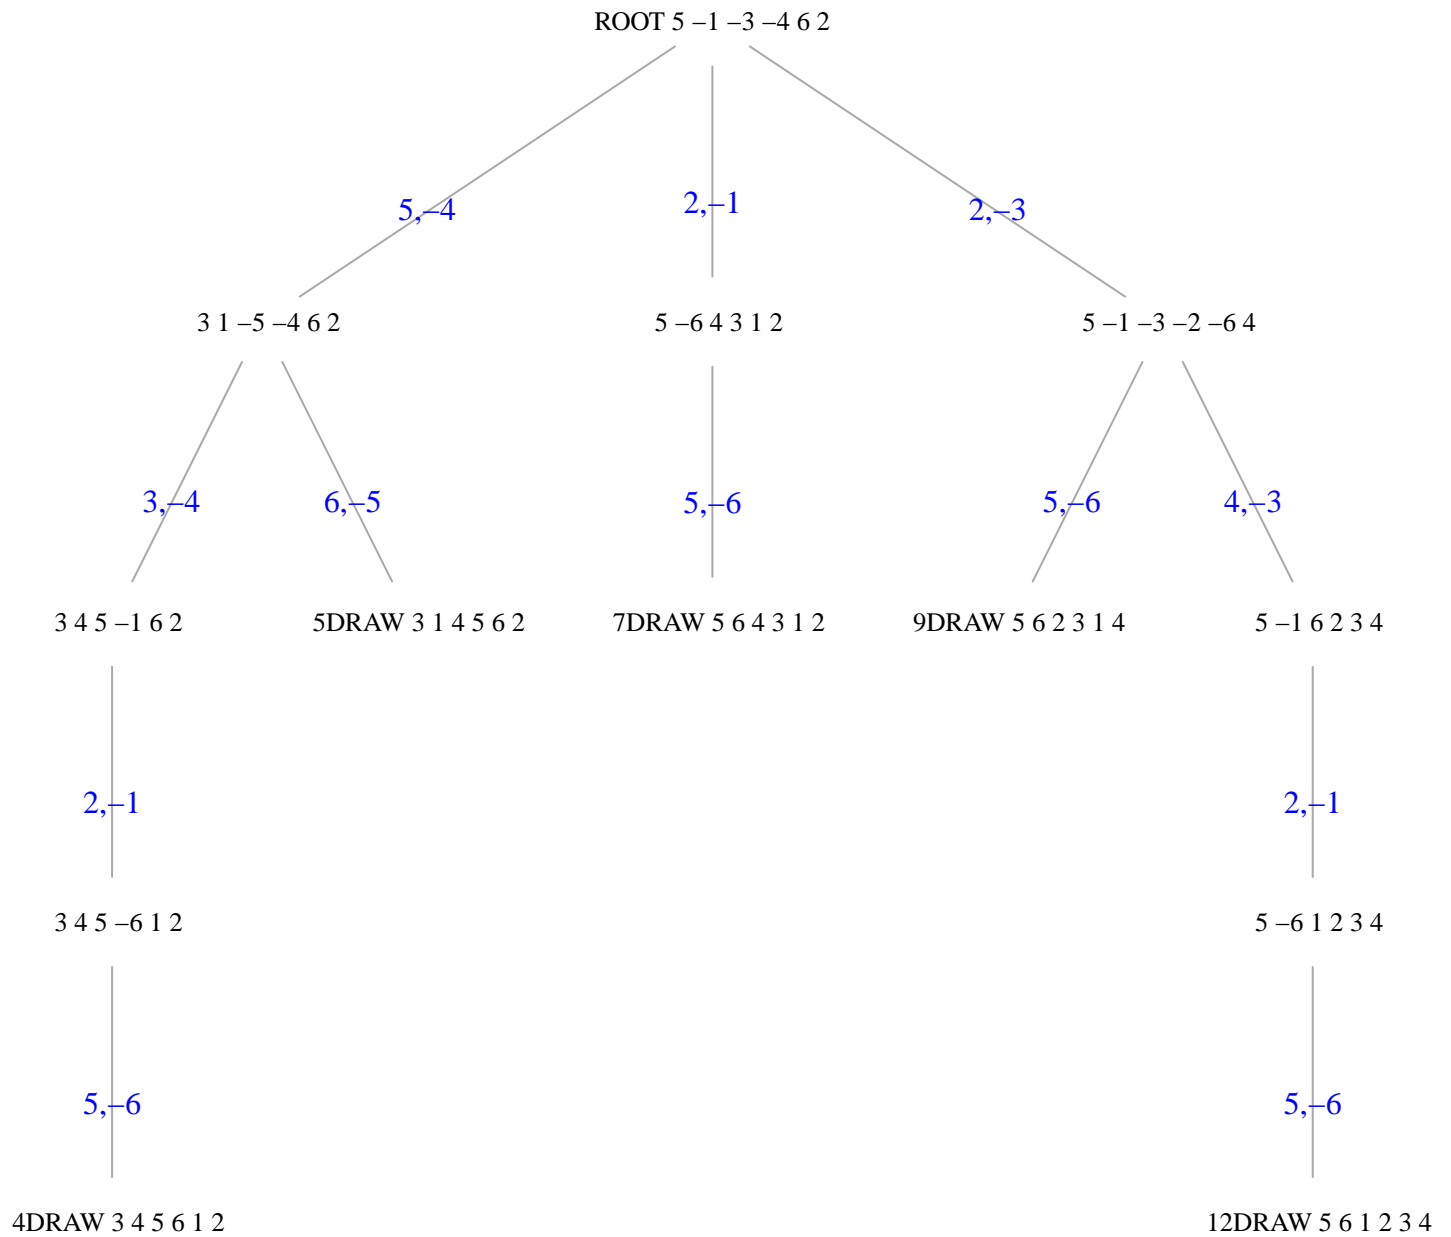 ROOT 5 –1 –3 –4 6 2
5,–4
2,–1
2,–3
3 1 –5 –4 6 2
5 –6 4 3 1 2
5 –1 –3 –2 –6 4
3,–4
6,–5
5,–6
5,–6
4,–3
3 4 5 –1 6 2
5DRAW 3 1 4 5 6 2
7DRAW 5 6 4 3 1 2
9DRAW 5 6 2 3 1 4
5 –1 6 2 3 4
2,–1
2,–1
3 4 5 –6 1 2
5 –6 1 2 3 4
5,–6
5,–6
4DRAW 3 4 5 6 1 2
12DRAW 5 6 1 2 3 4